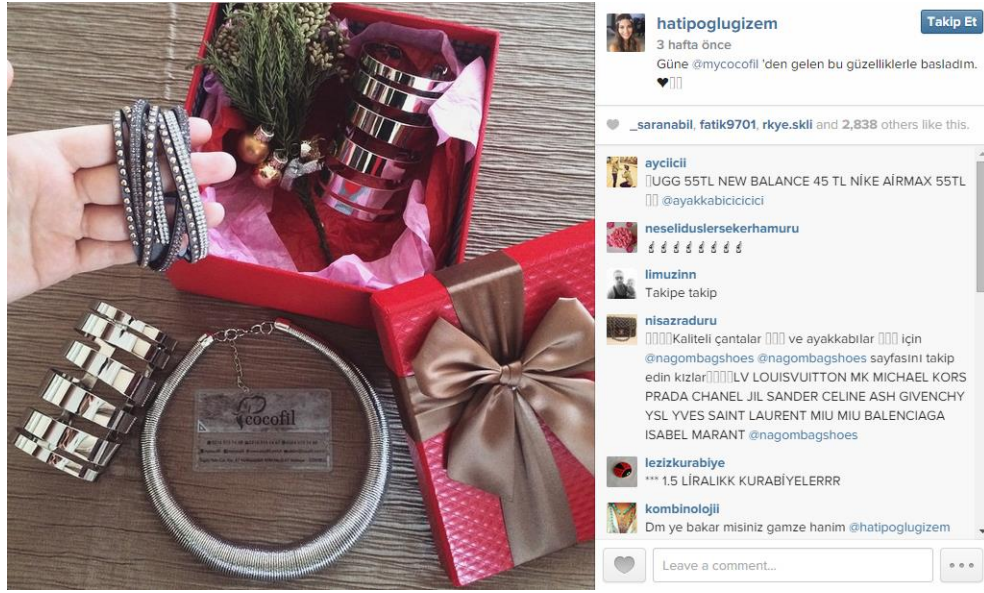 hatipoglugizem
Takip Et
3 hafta önce
Güne @mycocofil 'den gelen bu güzelliklerle basladım.
_saranabil, fatik9701, rkye.skli and 2,838 others like this.
ayciicii
UGG 55TL NEW BALANCE 45 TL NİKE AİRMAX 55TL
@ayakkabicicicici
neseliduslersekerhamuru
limuzinn
Takipe takip
nisazraduru
Kaliteli çantalar ve ayakkabılar için
@nagombagshoes @nagombagshoes sayfasını takip
edin kızlar LV LOUISVUITTON MK MICHAEL KORS
PRADA CHANEL JIL SANDER CELINE ASH GIVENCHY
YSL YVES SAINT LAURENT MIU MIU BALENCIAGA
ISABEL MARANT @nagombagshoes
lezizkurabiye
*** 1.5 LİRALIKK KURABİYELERRR
kombinolojii
Dm ye bakar misiniz gamze hanim @hatipoglugizem
Leave a comment...
cocofil